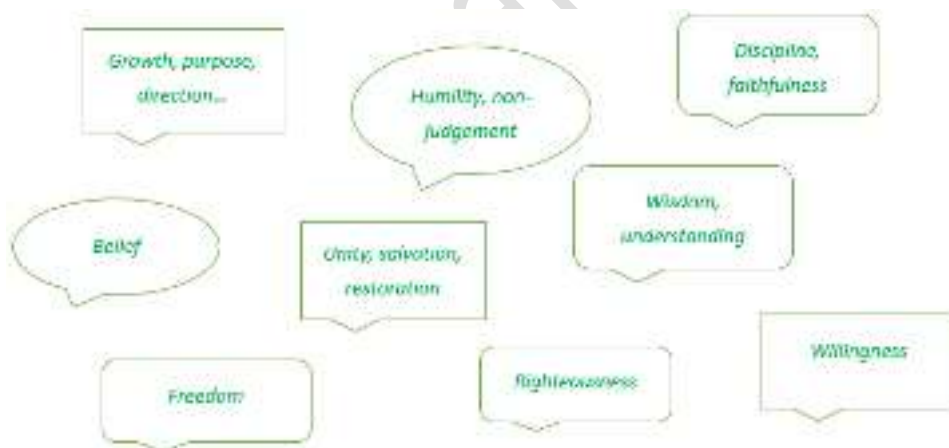 Growth, purpose,
direction...
Humility, non-
judgement
Discipline,
faithfulness
Belief
Unity, salvation,
restoration
Wisdom,
understanding
Freedom
Righteousness
Willingness